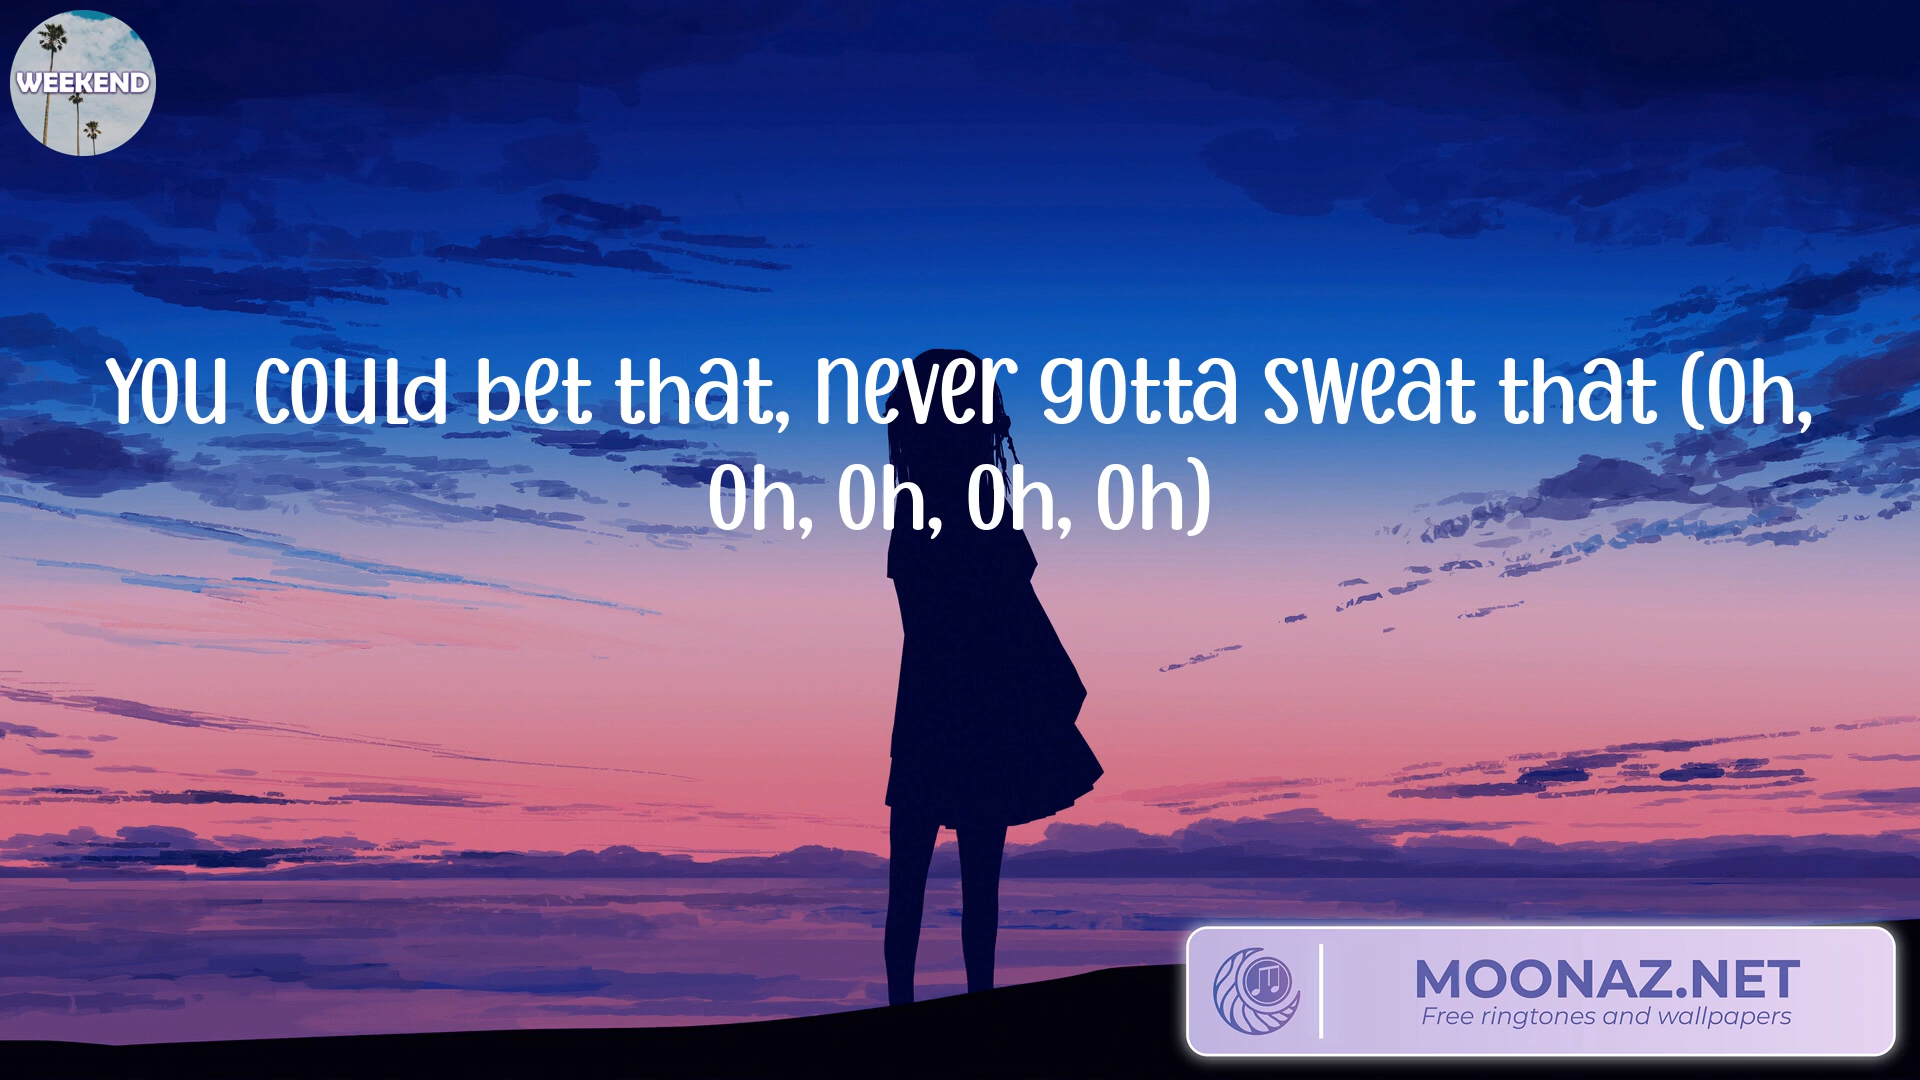 WEEKEND
You could bet that, never gotta sweat that (Oh,
Oh, Oh, Oh, Oh)
MOONAZ.NET
Free ringtones and wallpapers